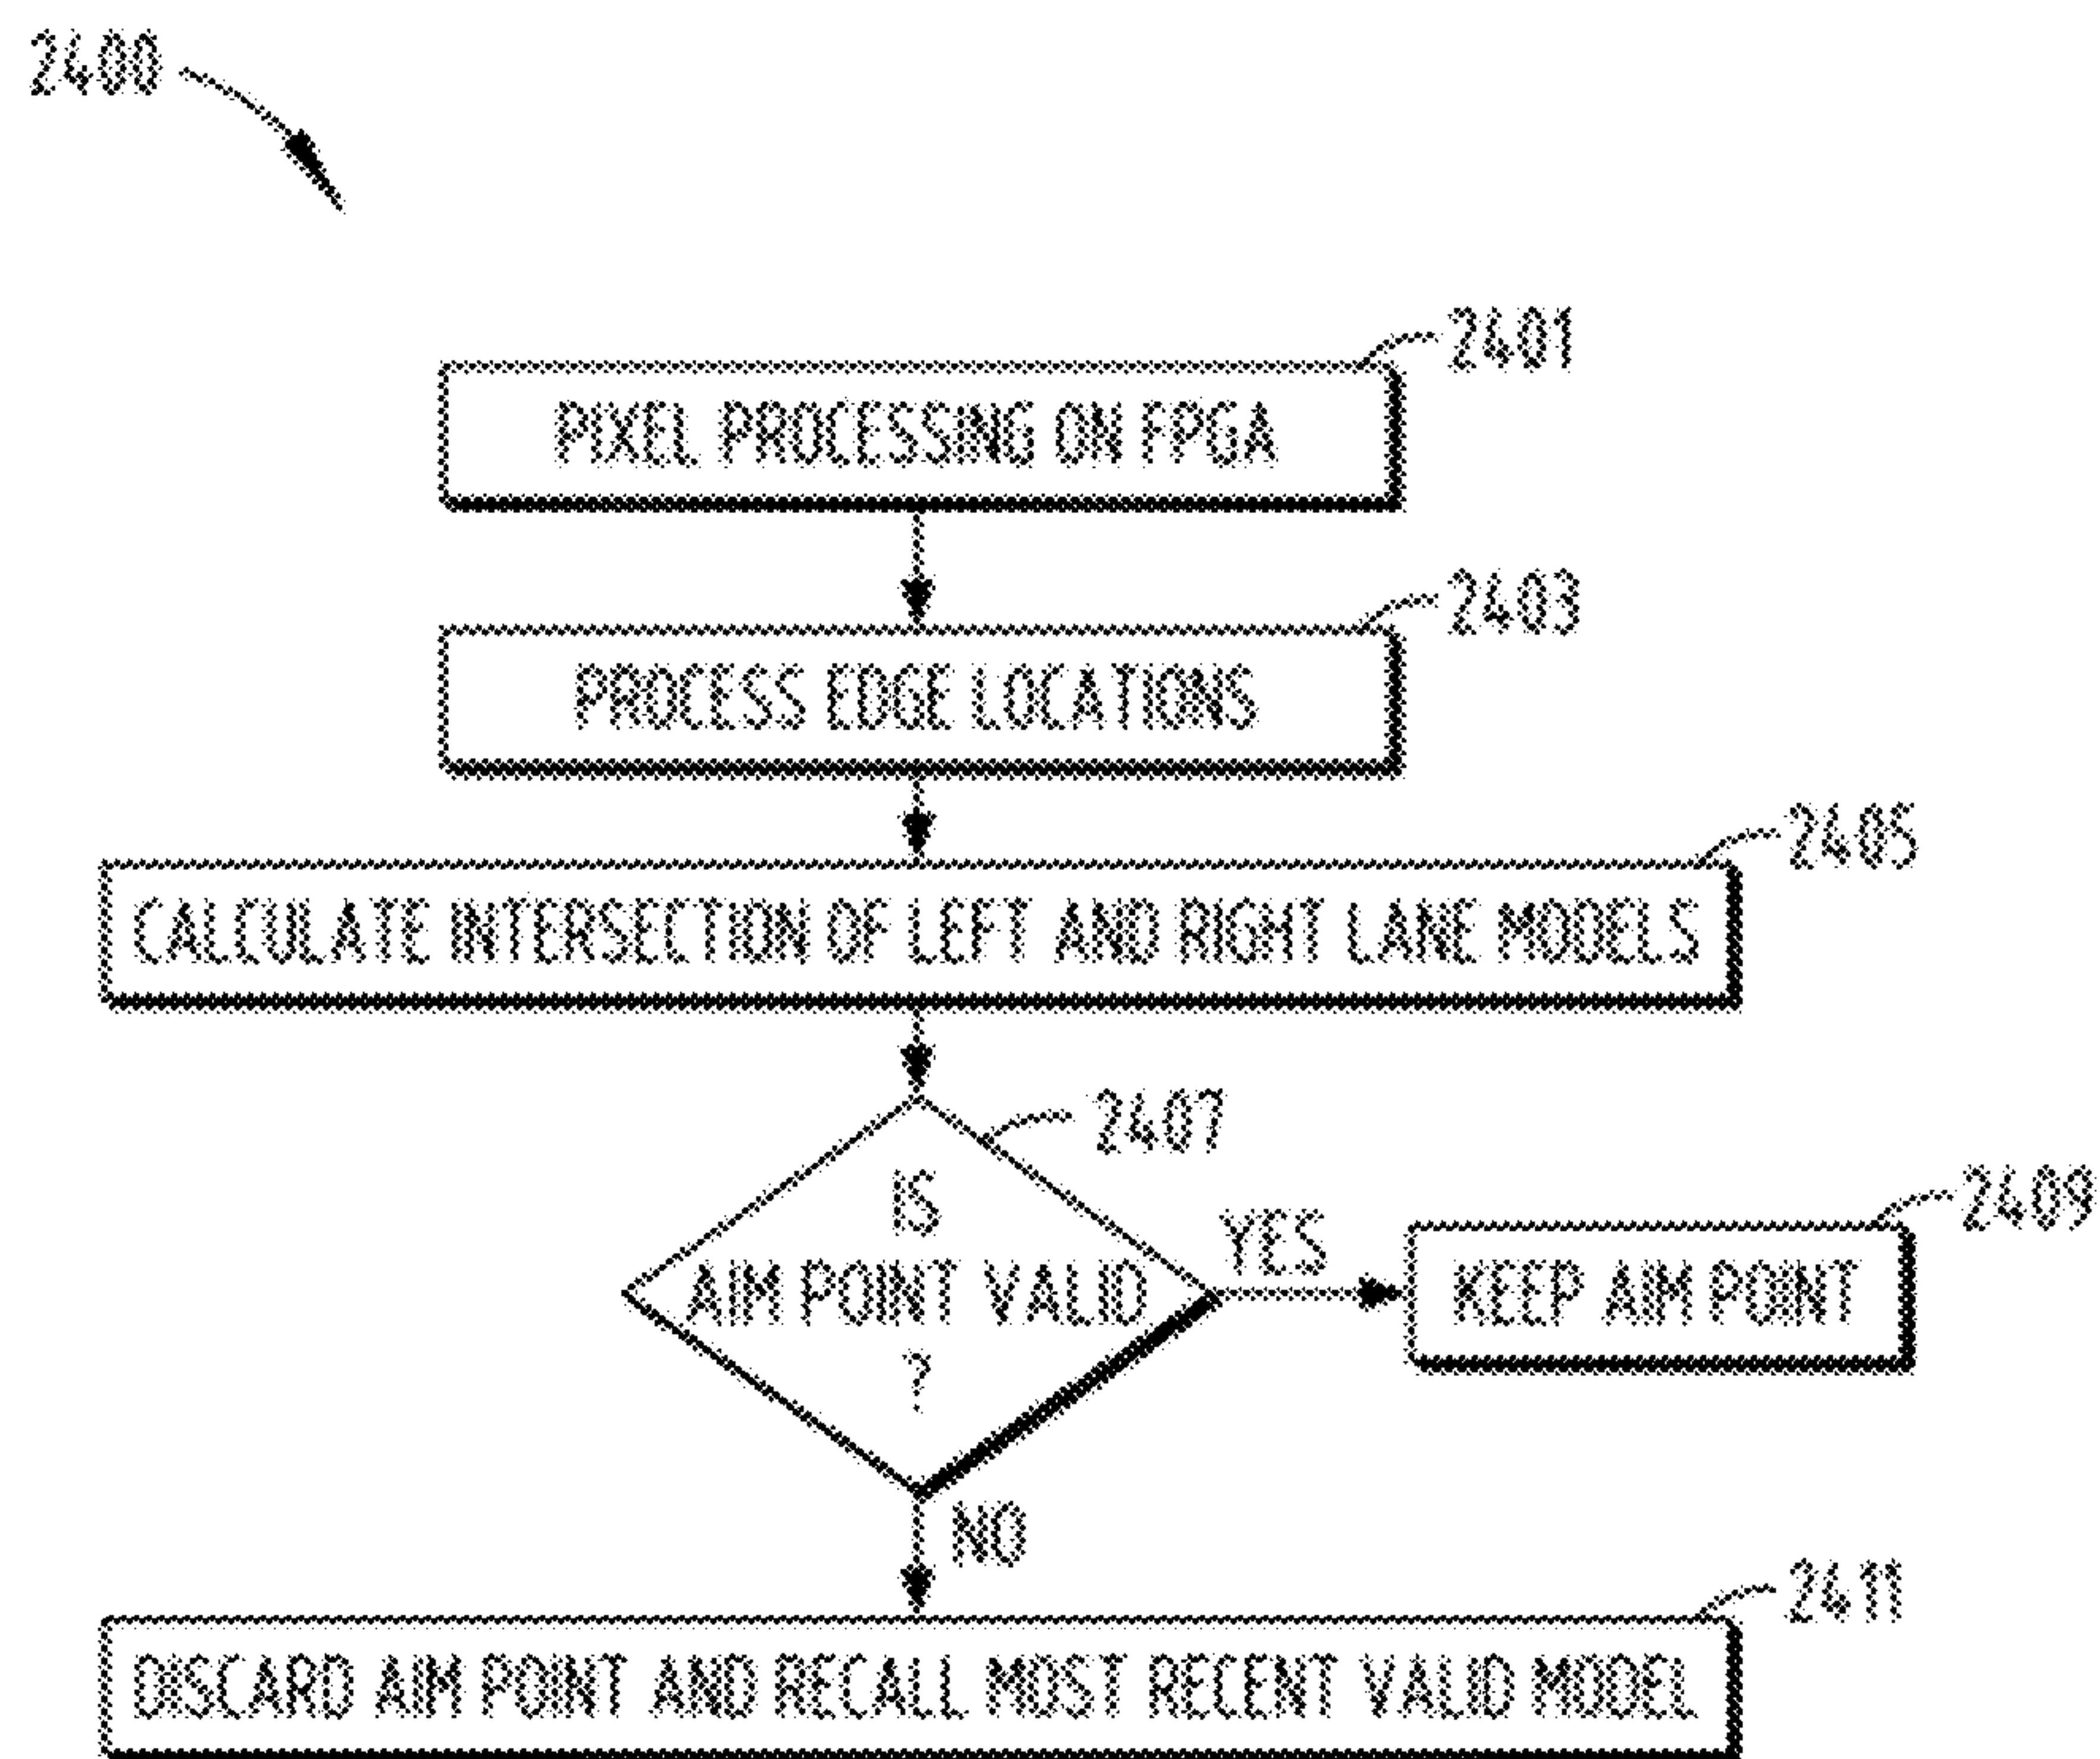 2400
2401
PIXEL PROCESSING ON FPGA
2403
PROCESS EDGE LOCATIONS
2405
CALCULATE INTERSECTION OF LEFT AND RIGHT LANE MODELS
2407
IS
AIM POINT VALID
?
YES
2409
KEEP AIM POINT
NO
2411
DISCARD AIM POINT AND RECALL MOST RECENT VALID MODEL